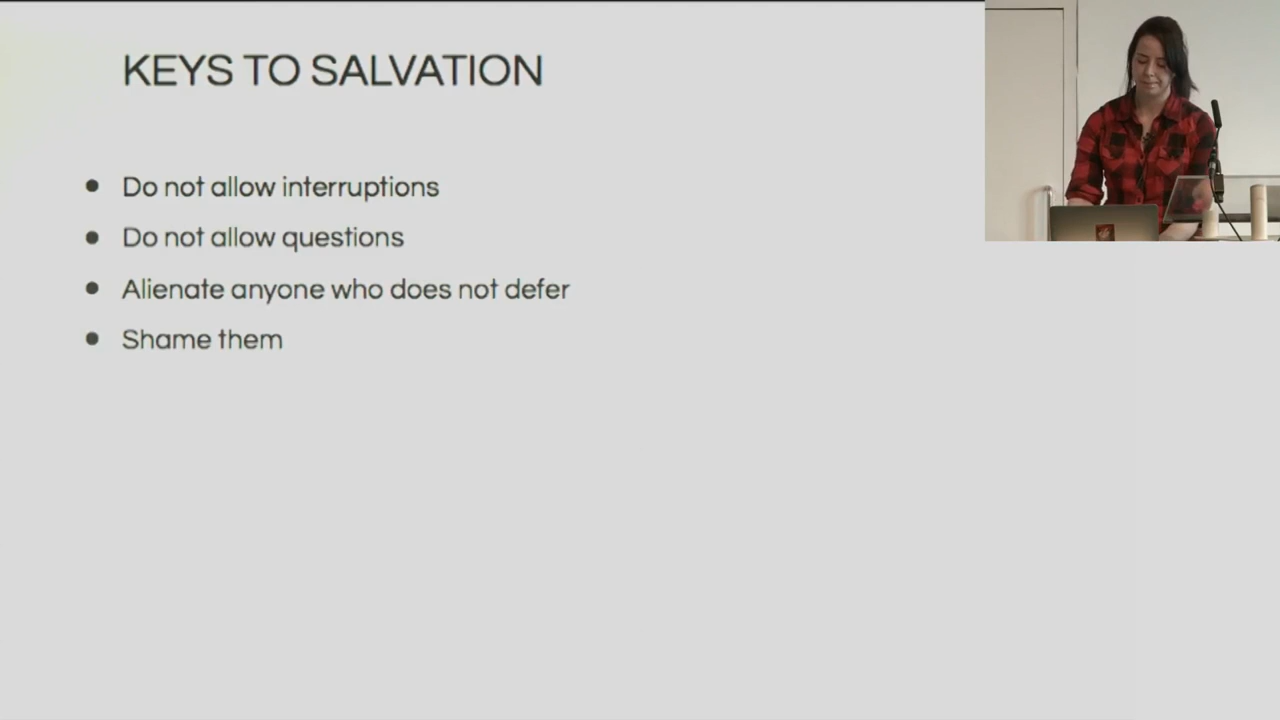 KEYS TO SALVATION
Do not allow interruptions
Do not allow questions
Alienate anyone who does not defer
Shame them